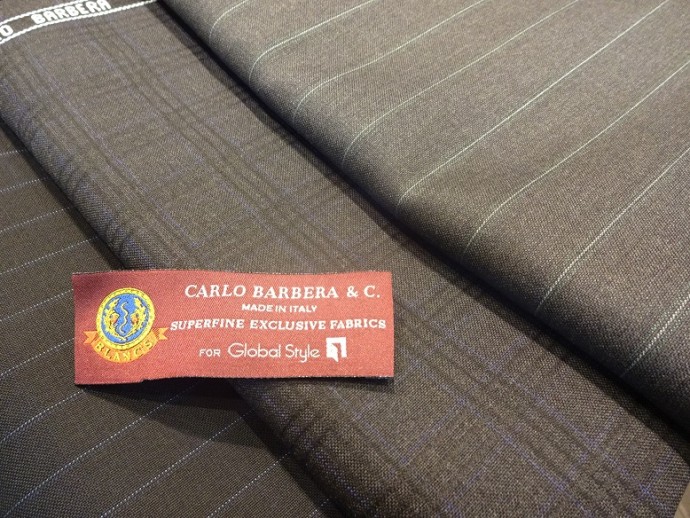 BARBERA
CARLO BARBERA & C.
MADE IN ITALY
SUPERFINE EXCLUSIVE FABRICS
FOR Global Style